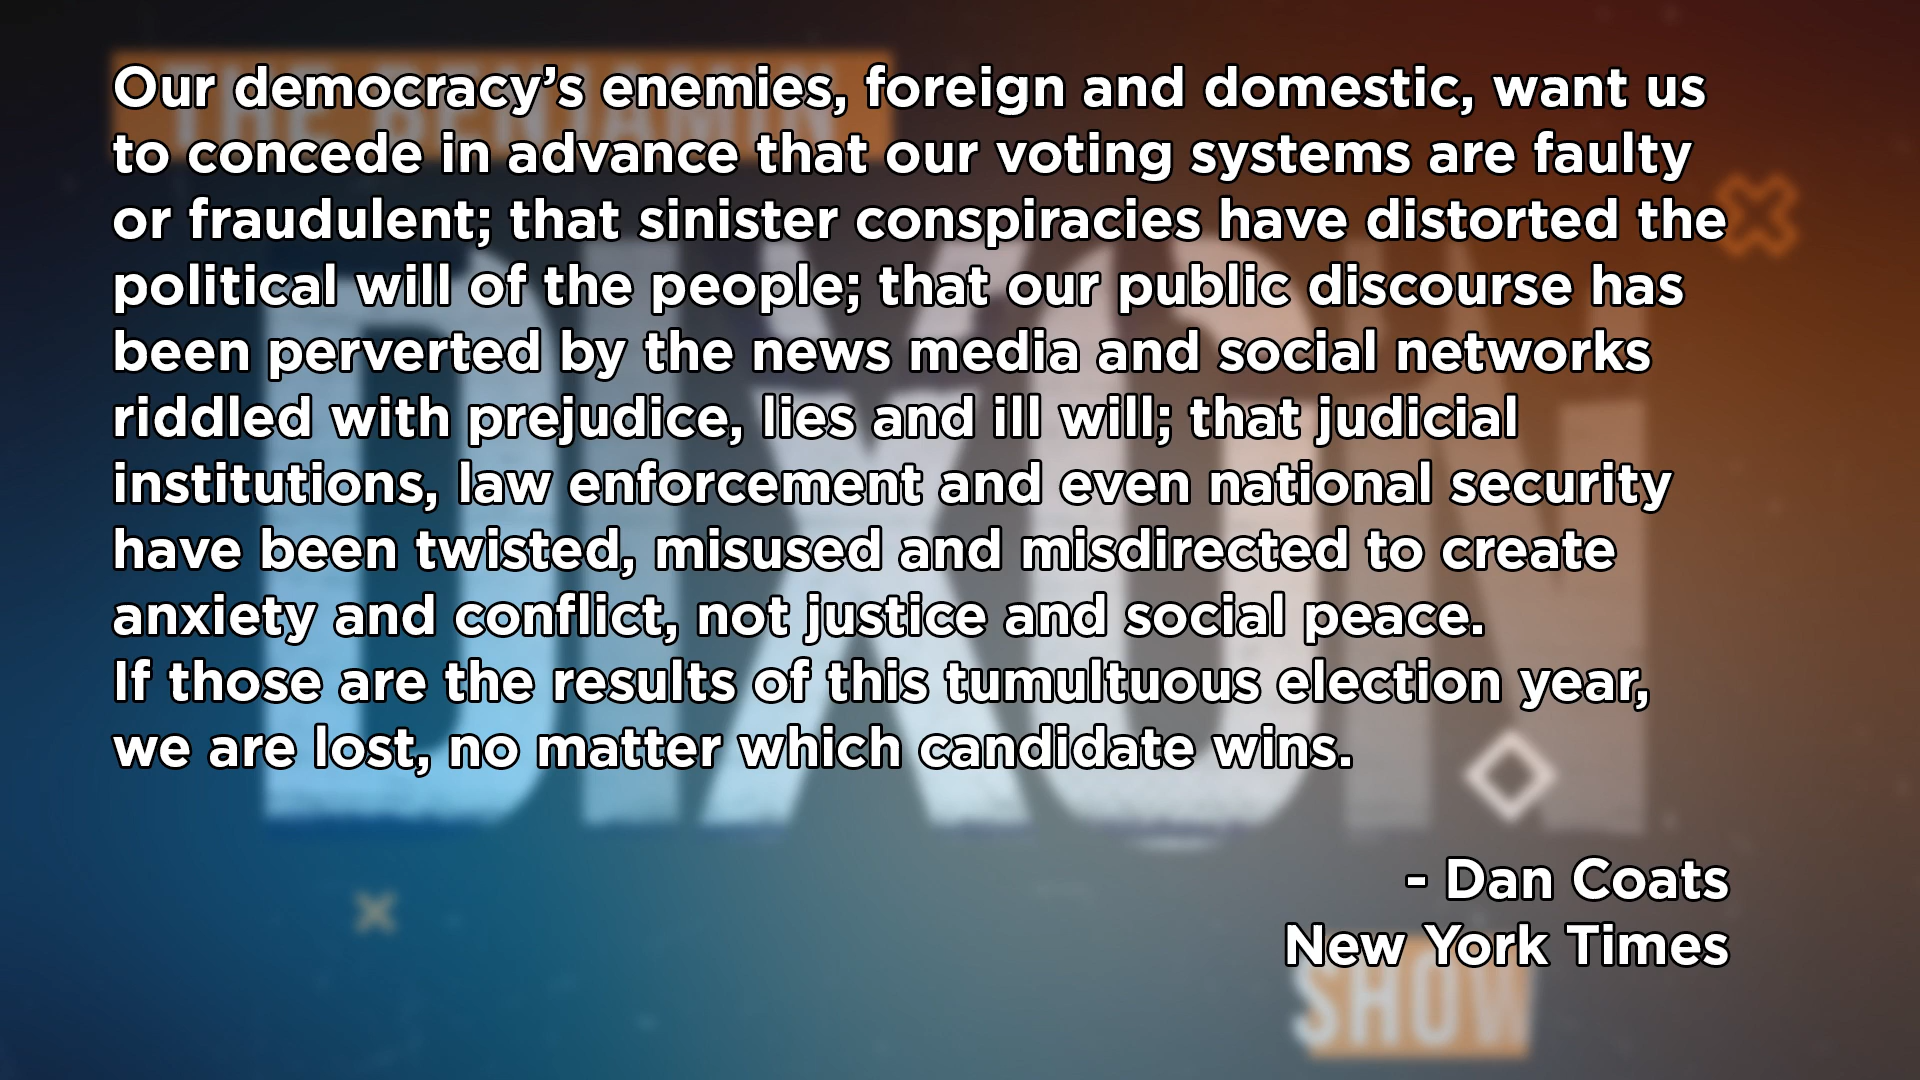 THE BENJAMIN
DIXON
SHOW
Our democracy’s enemies, foreign and domestic, want us
to concede in advance that our voting systems are faulty
or fraudulent; that sinister conspiracies have distorted the
political will of the people; that our public discourse has
been perverted by the news media and social networks
riddled with prejudice, lies and ill will; that judicial
institutions, law enforcement and even national security
have been twisted, misused and misdirected to create
anxiety and conflict, not justice and social peace.
If those are the results of this tumultuous election year,
we are lost, no matter which candidate wins.
- Dan Coats
New York Times